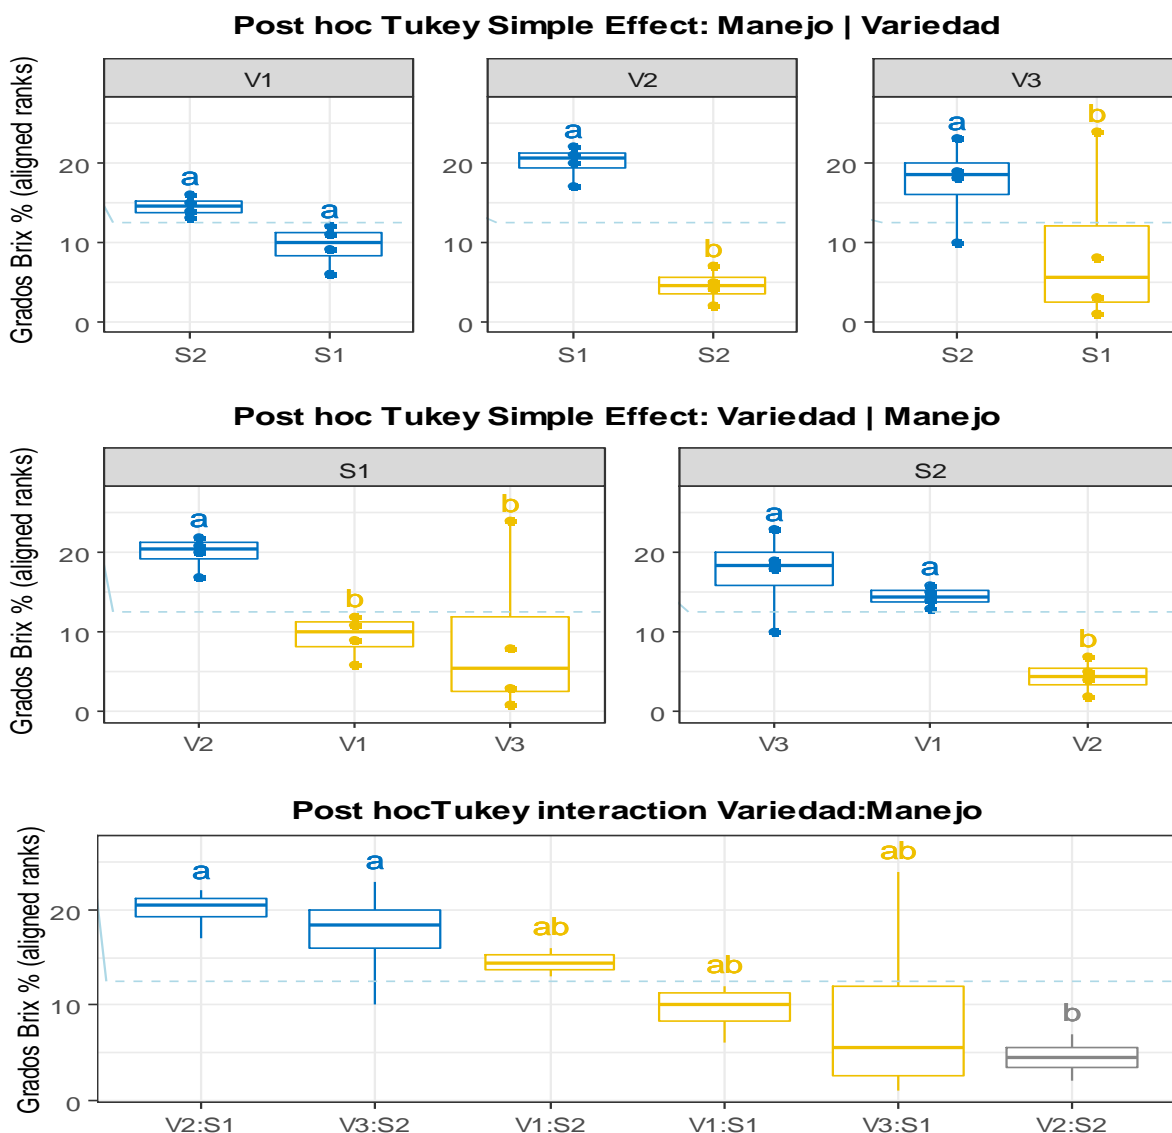 Post hoc Tukey Simple Effect: Manejo | Variedad
Grados Brix % (aligned ranks)
V1
V2
V3
20
10
0
a
a
a
b
a
b
S2
S1
S1
S2
S2
S1
Post hoc Tukey Simple Effect: Variedad | Manejo
Grados Brix % (aligned ranks)
S1
S2
20
10
0
a
b
b
a
a
b
V2
V1
V3
V3
V1
V2
Post hocTukey interaction Variedad:Manejo
Grados Brix % (aligned ranks)
20
10
0
a
a
ab
ab
ab
b
V2:S1
V3:S2
V1:S2
V1:S1
V3:S1
V2:S2